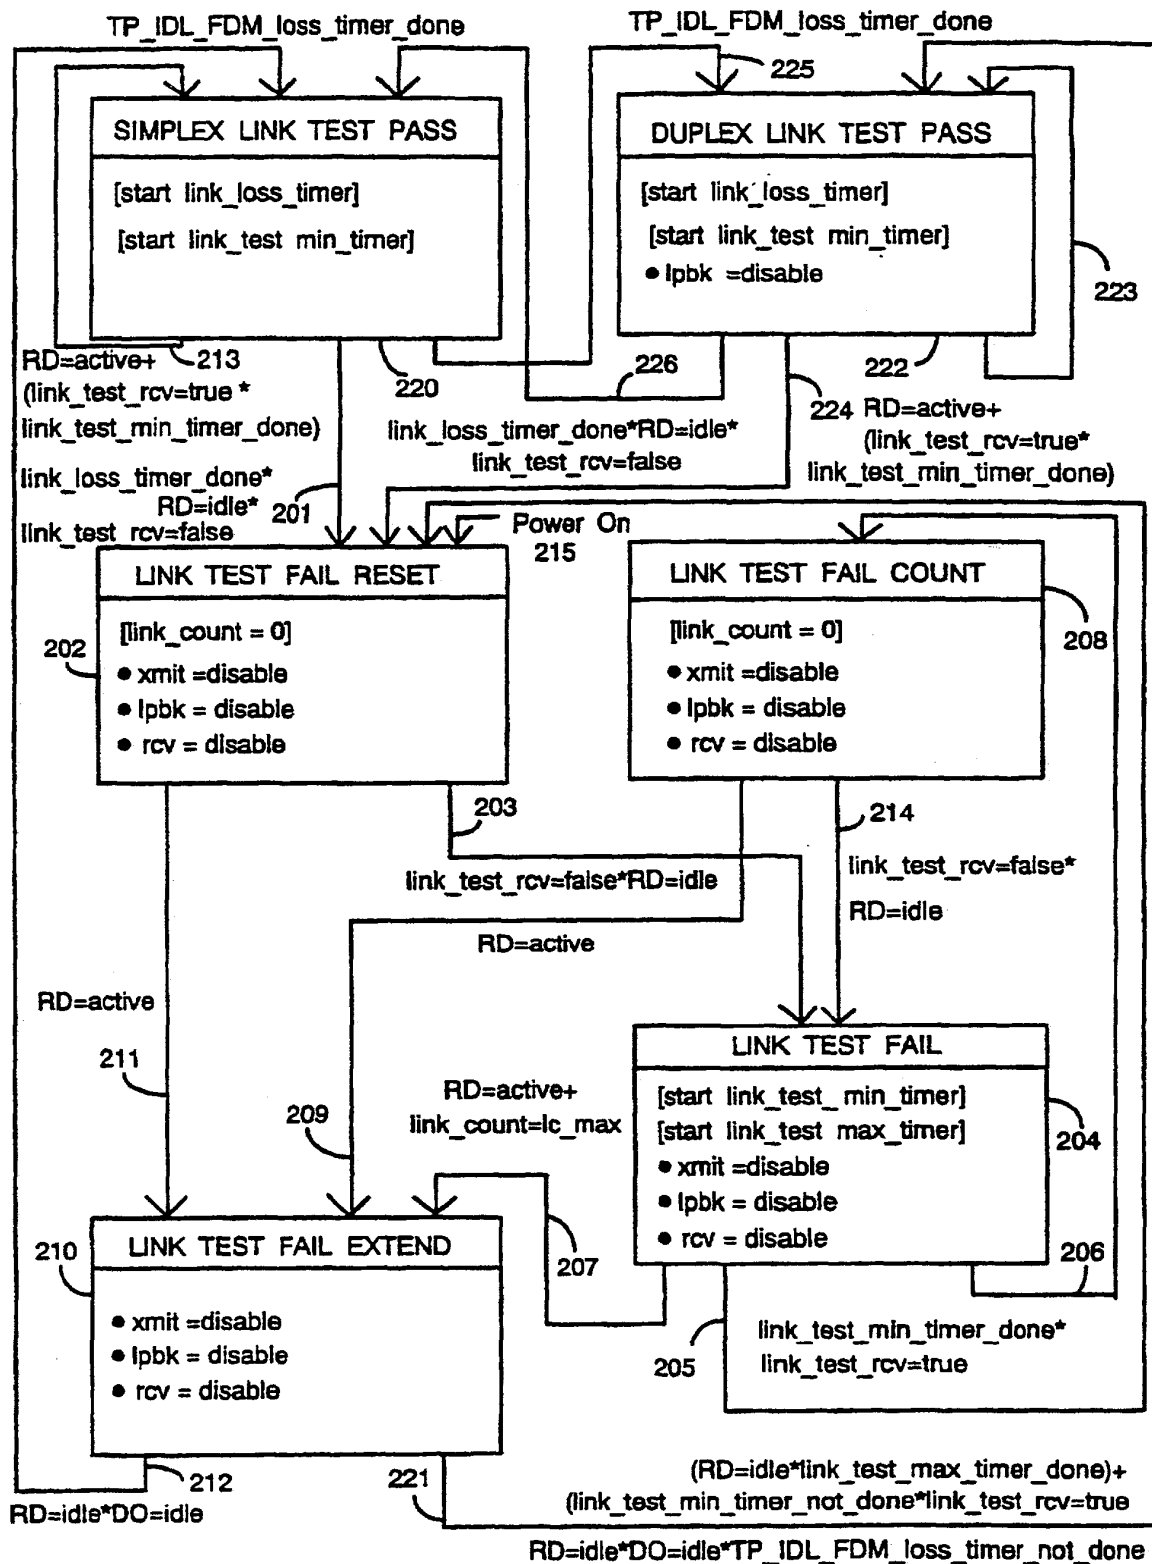 TP_IDL_FDM_loss_timer_done
TP_IDL_FDM_loss_timer_done
225
SIMPLEX LINK TEST PASS
[start link_loss_timer]
[start link_test min_timer]
DUPLEX LINK TEST PASS
[start link_loss_timer]
[start link_test min_timer]
• lpbk =disable
223
213
220
226
222
224
RD=active+
(link_test_rcv=true *
link_test_min_timer_done)
link_loss_timer_done*
RD=idle*
link_test_rcv=false
201
link_loss_timer_done*RD=idle*
link_test_rcv=false
RD=active+
(link_test_rcv=true*
link_test_min_timer_done)
Power On
215
LINK TEST FAIL RESET
[link_count = 0]
• xmit =disable
• lpbk = disable
• rcv = disable
202
LINK TEST FAIL COUNT
[link_count = 0]
• xmit =disable
• lpbk = disable
• rcv = disable
208
203
214
link_test_rcv=false*RD=idle
link_test_rcv=false*
RD=idle
RD=active
RD=active
211
209
RD=active+
link_count=lc_max
LINK TEST FAIL
[start link_test_ min_timer]
[start link_test max_timer]
• xmit =disable
• lpbk = disable
• rcv = disable
204
210
LINK TEST FAIL EXTEND
• xmit =disable
• lpbk = disable
• rcv = disable
207
206
205
link_test_min_timer_done*
link_test_rcv=true
212
221
RD=idle*DO=idle
(RD=idle*link_test_max_timer_done)+
(link_test_min_timer_not_done*link_test_rcv=true
RD=idle*DO=idle*TP_IDL_FDM_loss_timer_not_done